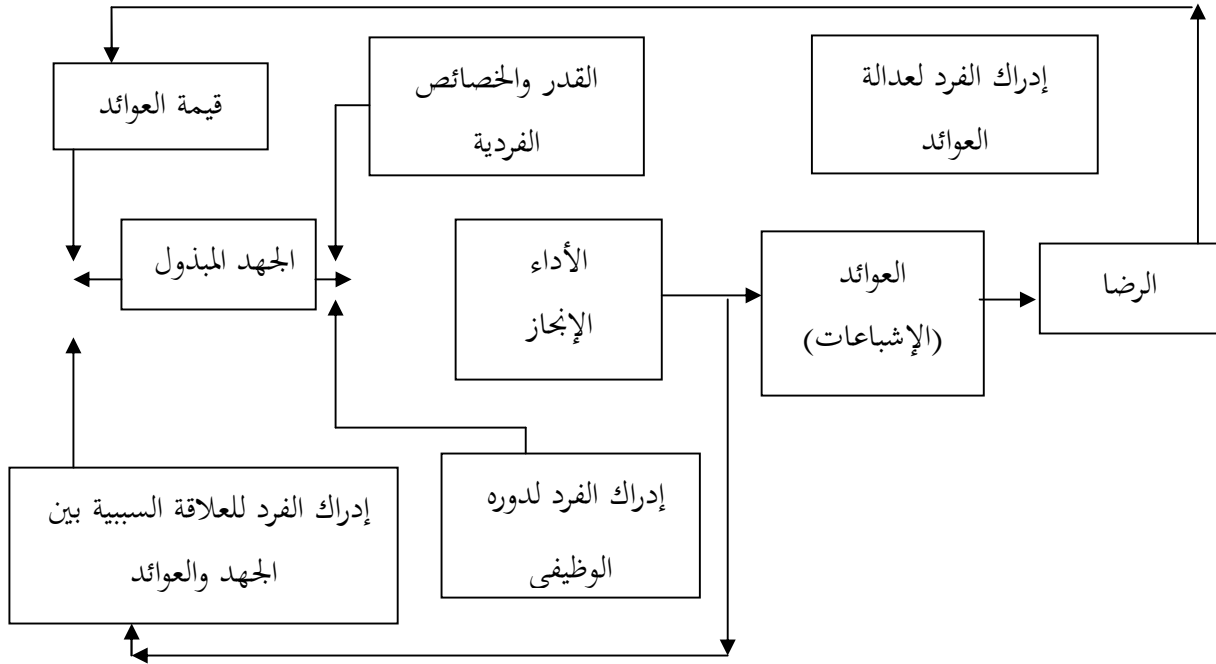 قيمة العوائد
القدر والخصائص
الفردية
إدراك الفرد لعدالة
العوائد
الجهد المبذول
الأداء
الإنجاز
العوائد
(الإشباعات)
الرضا
إدراك الفرد للعلاقة السببية بين
الجهد والعوائد
إدراك الفرد لدوره
الوظيفي